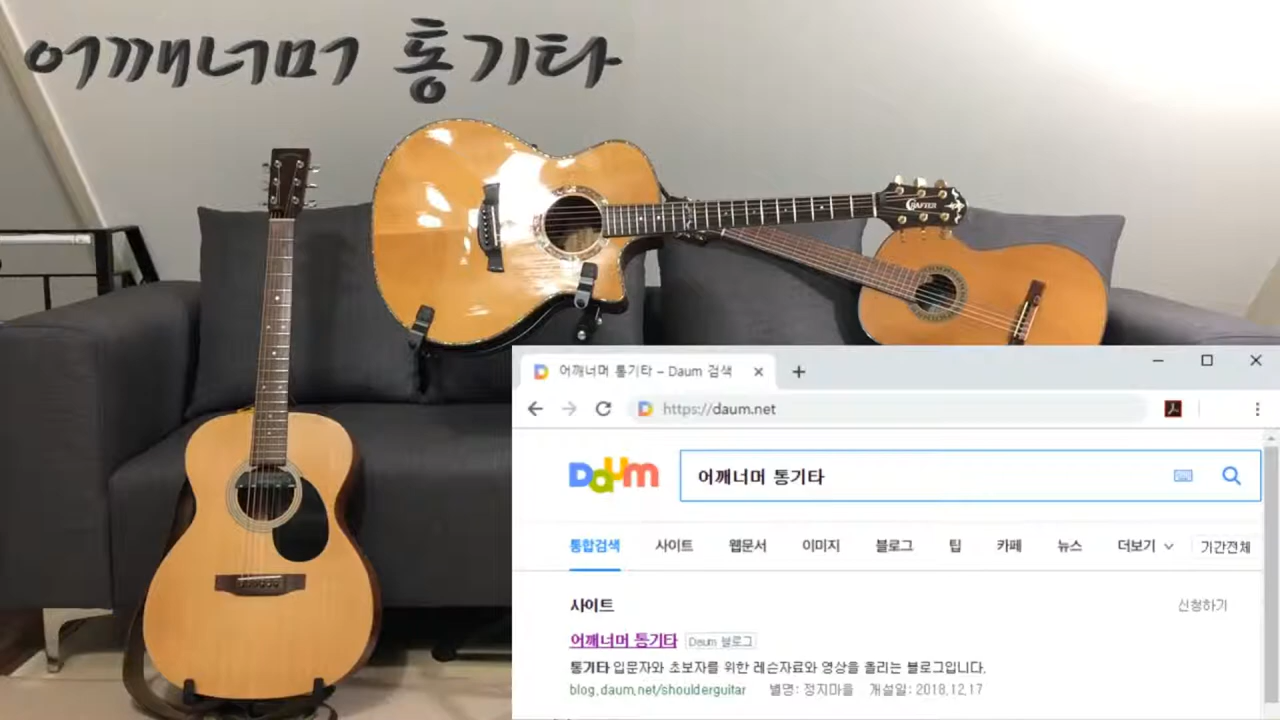 어깨너머 통기타
CRAFTER
어깨너머 통기타 – Daum 검색
https://daum.net
Daum
어깨너머 통기타
통합검색 사이트 웹문서 이미지 블로그 팁 카페 뉴스 더보기 기간전체
사이트 신청하기
어깨너머 통기타 Daum 블로그
통기타 입문자와 초보자를 위한 레슨자료와 영상을 올리는 블로그입니다.
blog.daum.net/shoulderguitar 별명: 정지마을 개설일: 2018.12.17